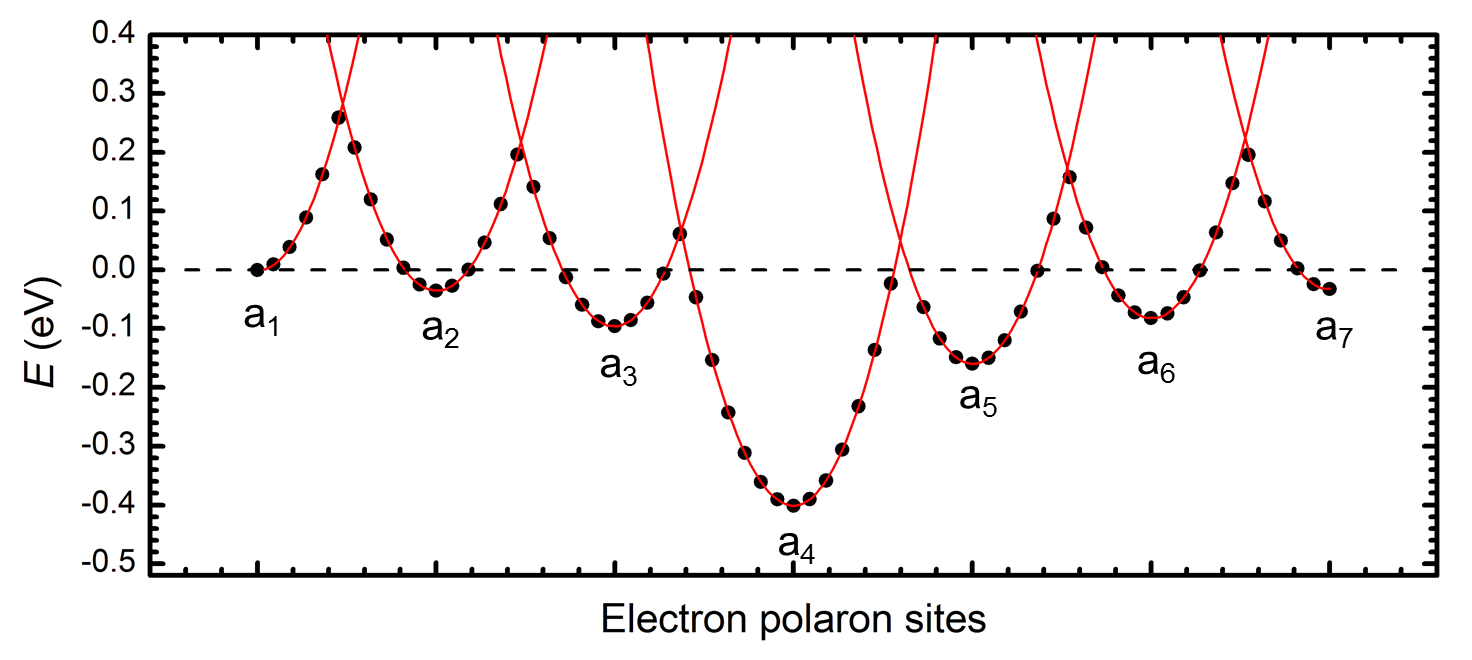 0.4
0.3
0.2
0.1
0.0
-0.1
-0.2
-0.3
-0.4
-0.5
E (eV)
a₁
a₂
a₃
a₄
a₅
a₆
a₇
Electron polaron sites